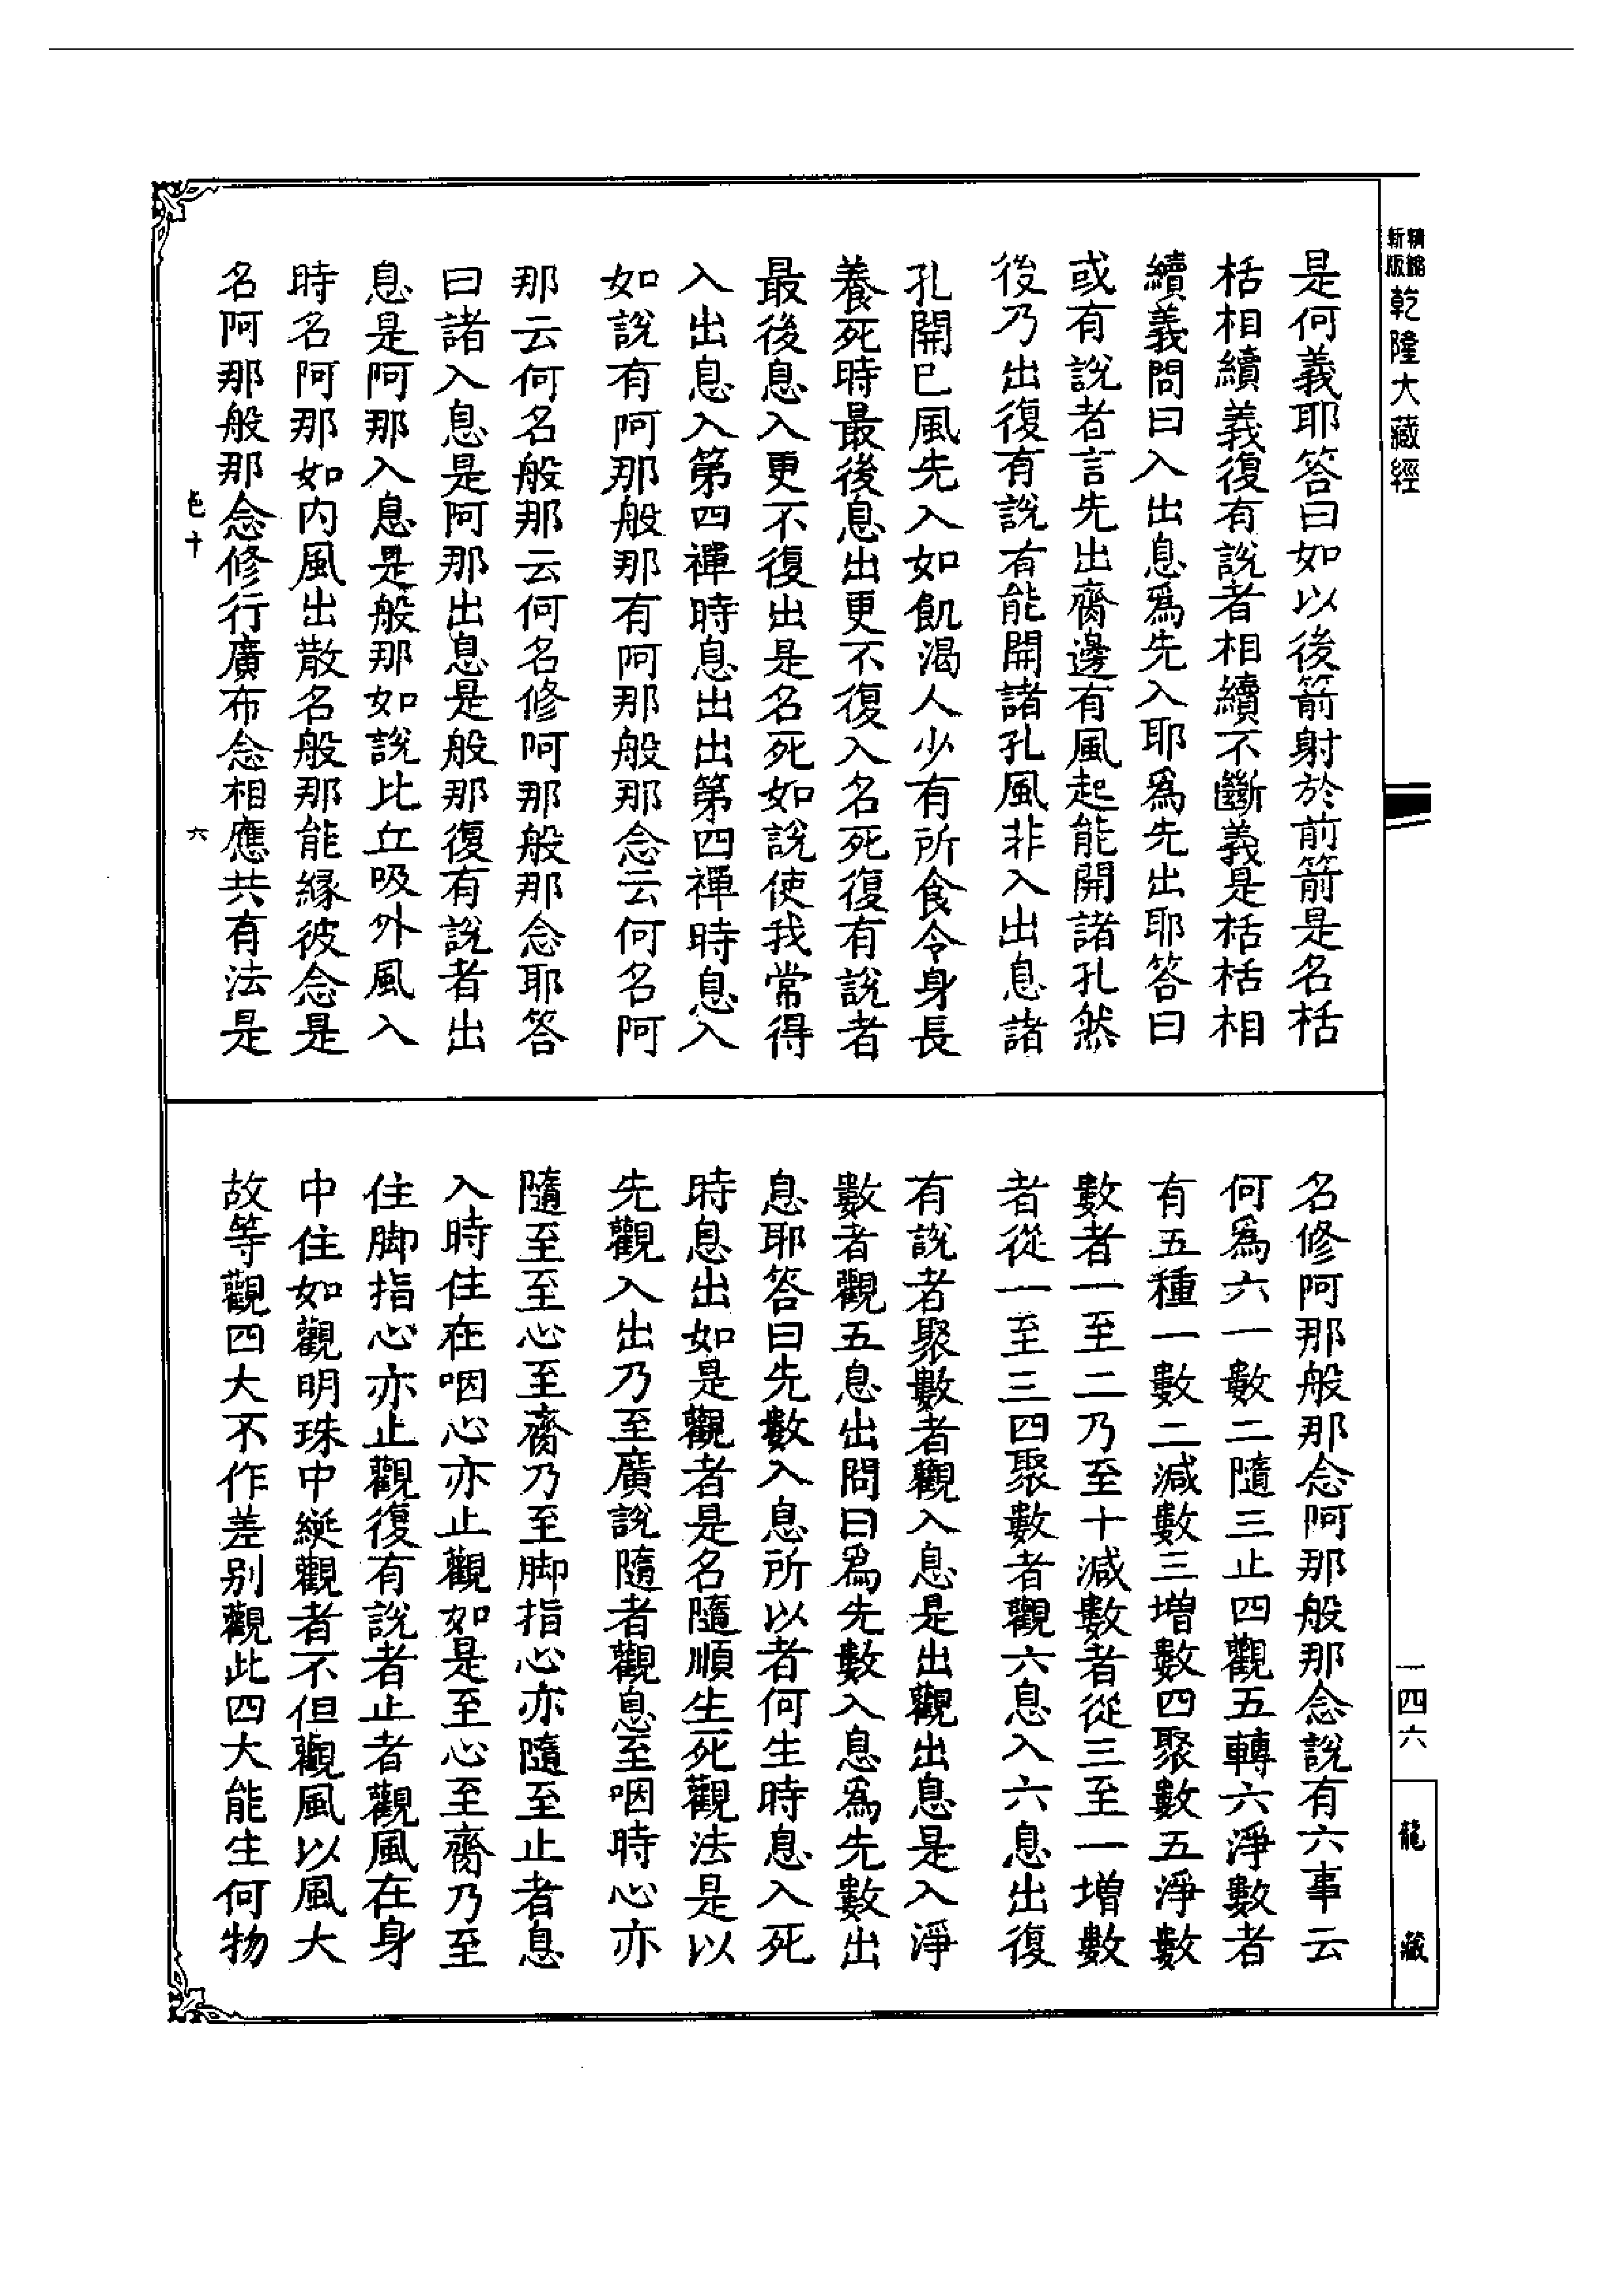 新版精縮乾隆大藏經
是何義耶答曰如以後箭射於前箭是名栝
栝相續義復有說者相續不斷義是栝栝相
續義問曰入出息爲先入耶爲先出耶答曰
或有說者言先出齎邊有風起能開諸孔然
後乃出復有說有能開諸孔風非入出息諸
孔開已風先入如飢渴人少有所食令身長
養死時最後息出更不復入名死復有說者
最後息入更不復出是名死如說使我常得
入出息入第四禪時息出出第四禪時息入
如說有阿那般那有阿那般那念云何名阿
那云何名般那云何名修阿那般那念耶答
曰諸入息是阿那出息是般那復有說者出
息是阿那入息是般那如說比丘吸外風入
時名阿那如内風出散名般那能緣彼念是
名阿那般那念修行廣布念相應共有法是
六
名修阿那般那念阿那般那念說有六事云
何爲六一數二隨三止四觀五轉六淨數者
有五種一數二減數三增數四聚數五淨數
數者一至二乃至十減數者從三至一增數
者從一至三四聚數者觀六息入六息出復
有說者聚數者觀入息是出觀出息是入淨
數者觀五息出問曰爲先數入息爲先數出
息耶答曰先數入息所以者何生時息入死
時息出如是觀者是名隨順生死觀法是以
先觀入出乃至廣說隨者觀息至咽時心亦
隨至至心至齎乃至脚指心亦隨至止者息
入時住在咽心亦止觀如是至心至齎乃至
住脚指心亦止觀復有說者止者觀風在身
中住如觀明珠中綖觀者不但觀風以風大
故等觀四大不作差别觀此四大能生何物
一四六
龍藏